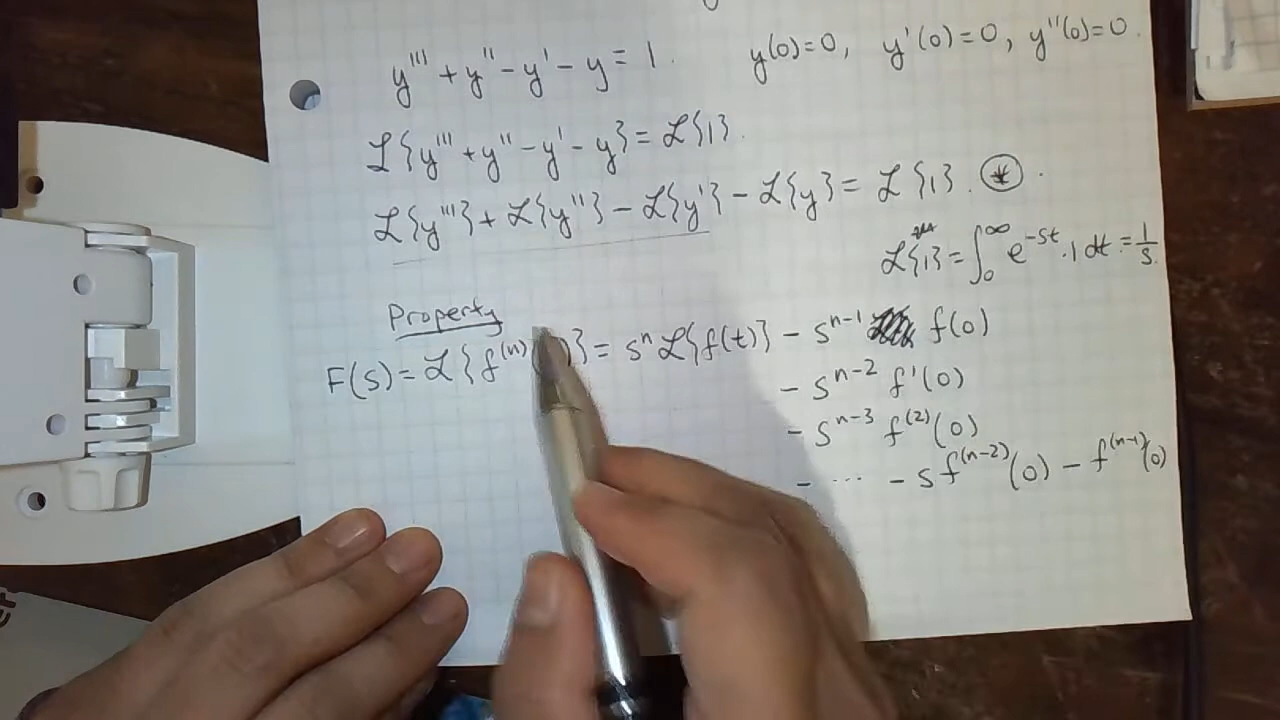 y''' + y'' - y' - y = 1. y(0)=0, y'(0)=0, y''(0)=0.
ℒ{y''' + y'' - y' - y} = ℒ{1}.
ℒ{y'''} + ℒ{y''} - ℒ{y'} - ℒ{y} = ℒ{1}. ⊛.
ℒ{1} = ∫₀^∞ e^{-st}.1 dt = 1/s.
Property
F(s) = ℒ{f^{(n)} } = s^n ℒ{f(t)} - s^{n-1} f(0)
- s^{n-2} f'(0)
- s^{n-3} f^{(2)}(0)
- ... - s f^{(n-2)}(0) - f^{(n-1)}(0)